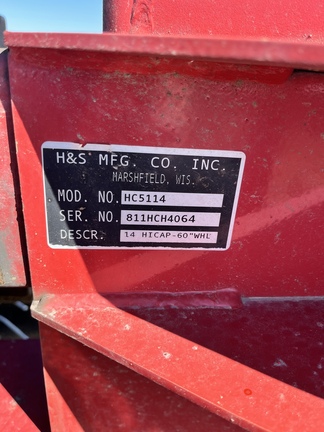 H&S MFG. CO. INC.
MARSHFIELD, WIS.
MOD. NO. HC5114
SER. NO. 811HCH4064
DESCR. 14 HICAP-60"WHL